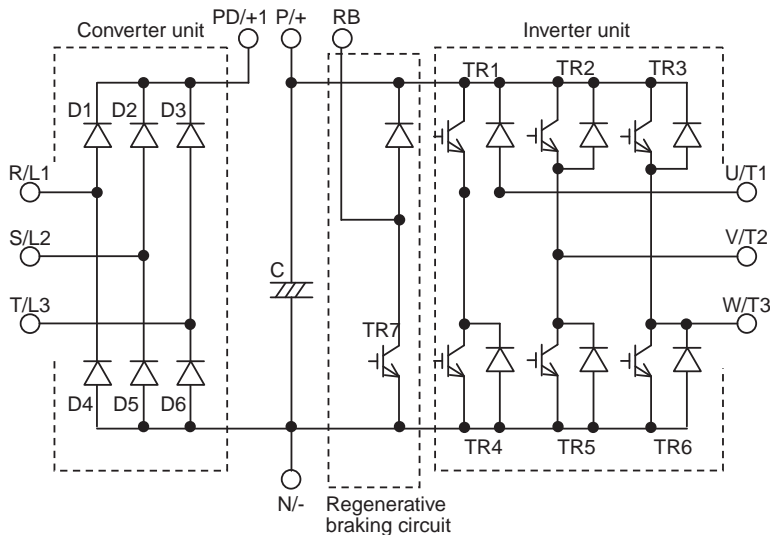 PD/+1 P/+ RB
Converter unit
Inverter unit
TR1 TR2 TR3
D1 D2 D3
R/L1
U/T1
S/L2
V/T2
C
T/L3
W/T3
TR7
D4 D5 D6
TR4 TR5 TR6
N/-
Regenerative
braking circuit